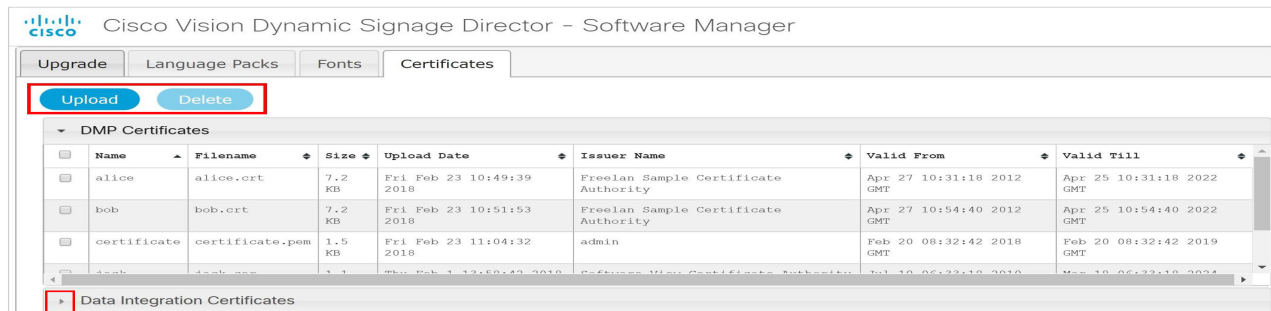 CISCO Cisco Vision Dynamic Signage Director - Software Manager
Upgrade Language Packs Fonts Certificates
Upload Delete
DMP Certificates
Name Filename Size Upload Date Issuer Name Valid From Valid Till
alice alice.crt 7.2 Fri Feb 23 10:49:39 Freelan Sample Certificate Apr 27 10:31:18 2012 Apr 25 10:31:18 2022
KB 2018 Authority GMT GMT
bob bob.crt 7.2 Fri Feb 23 10:51:53 Freelan Sample Certificate Apr 27 10:54:40 2012 Apr 25 10:54:40 2022
KB 2018 Authority GMT GMT
certificate certificate.pem 1.5 Fri Feb 23 11:04:32 admin Feb 20 08:32:42 2018 Feb 20 08:32:42 2019
KB 2018 GMT GMT
Data Integration Certificates